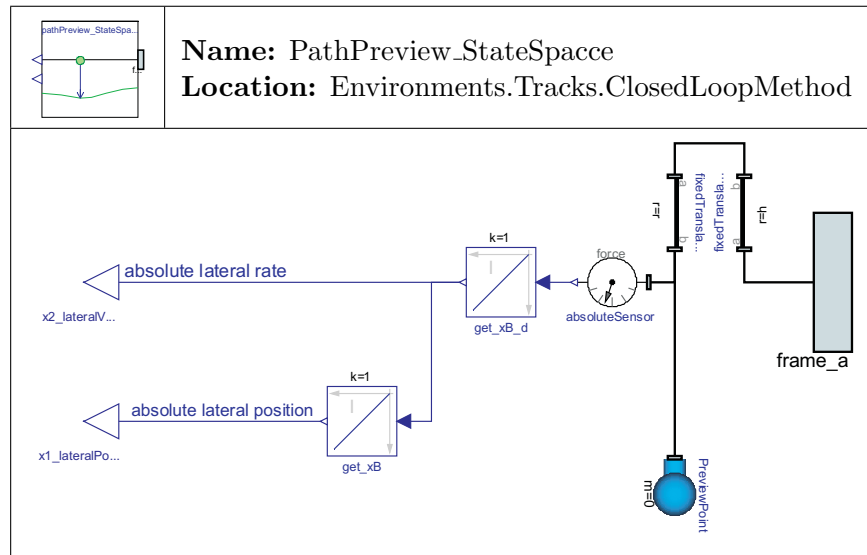 pathPreview_StateSpa...
f...
Name: PathPreview_StateSpacce
Location: Environments.Tracks.ClosedLoopMethod
a
fixedTransla...
r=r
b
b
fixedTransla...
r=h
a
k=1
force
absolute lateral rate
I
x2_lateralV...
get_xB_d
absoluteSensor
frame_a
k=1
absolute lateral position
I
x1_lateralPo...
get_xB
PreviewPoint
m=0